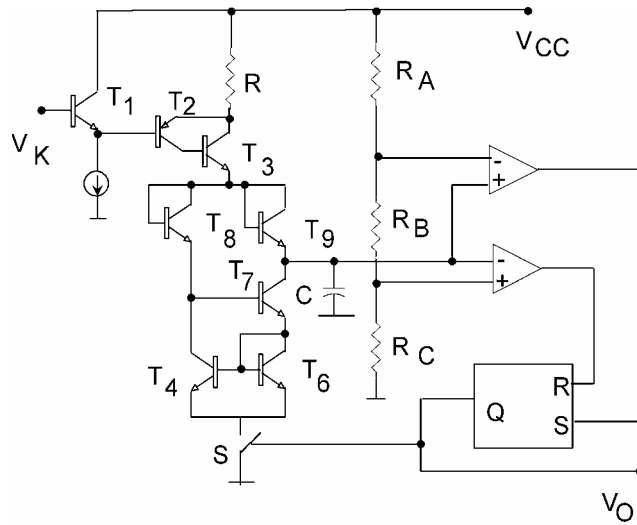 V_CC
R
R_A
T_1
T_2
V_K
T_3
-
+
T_8
T_9
R_B
T_7
C
-
+
R_C
T_4
T_6
R
Q
S
S
V_O